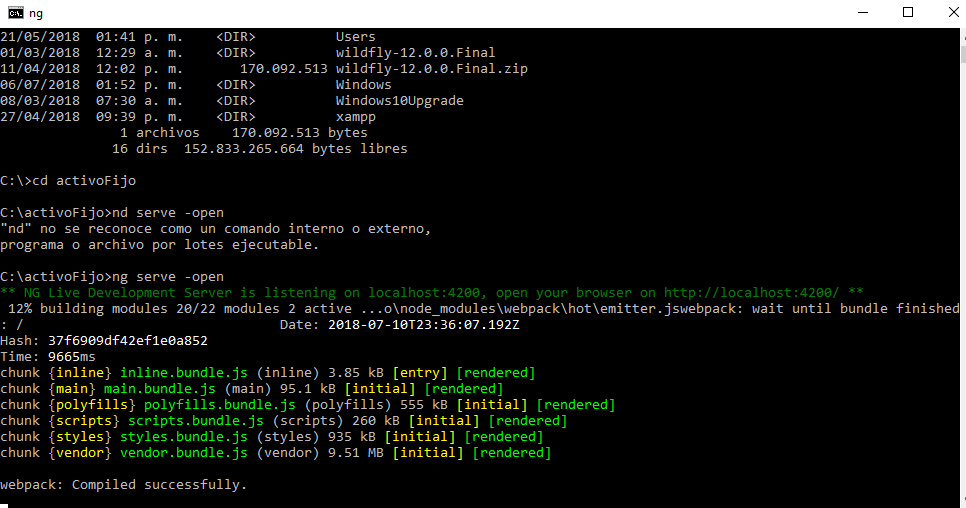 ng
21/05/2018 01:41 p. m. <DIR> Users
01/03/2018 12:29 a. m. <DIR> wildfly-12.0.0.Final
11/04/2018 12:02 p. m. 170.092.513 wildfly-12.0.0.Final.zip
06/07/2018 01:52 p. m. <DIR> Windows
08/03/2018 07:30 a. m. <DIR> Windows10Upgrade
27/04/2018 09:39 p. m. <DIR> xampp
1 archivos 170.092.513 bytes
16 dirs 152.833.265.664 bytes libres
C:\>cd activoFijo
C:\activoFijo>nd serve -open
"nd" no se reconoce como un comando interno o externo,
programa o archivo por lotes ejecutable.
C:\activoFijo>ng serve -open
** NG Live Development Server is listening on localhost:4200, open your browser on http://localhost:4200/ **
12% building modules 20/22 modules 2 active ...o\node_modules\webpack\hot\emitter.jswebpack: wait until bundle finished
: / Date: 2018-07-10T23:36:07.192Z
Hash: 37f6909df42ef1e0a852
Time: 9665ms
chunk {inline} inline.bundle.js (inline) 3.85 kB [entry] [rendered]
chunk {main} main.bundle.js (main) 95.1 kB [initial] [rendered]
chunk {polyfills} polyfills.bundle.js (polyfills) 555 kB [initial] [rendered]
chunk {scripts} scripts.bundle.js (scripts) 260 kB [initial] [rendered]
chunk {styles} styles.bundle.js (styles) 935 kB [initial] [rendered]
chunk {vendor} vendor.bundle.js (vendor) 9.51 MB [initial] [rendered]
webpack: Compiled successfully.